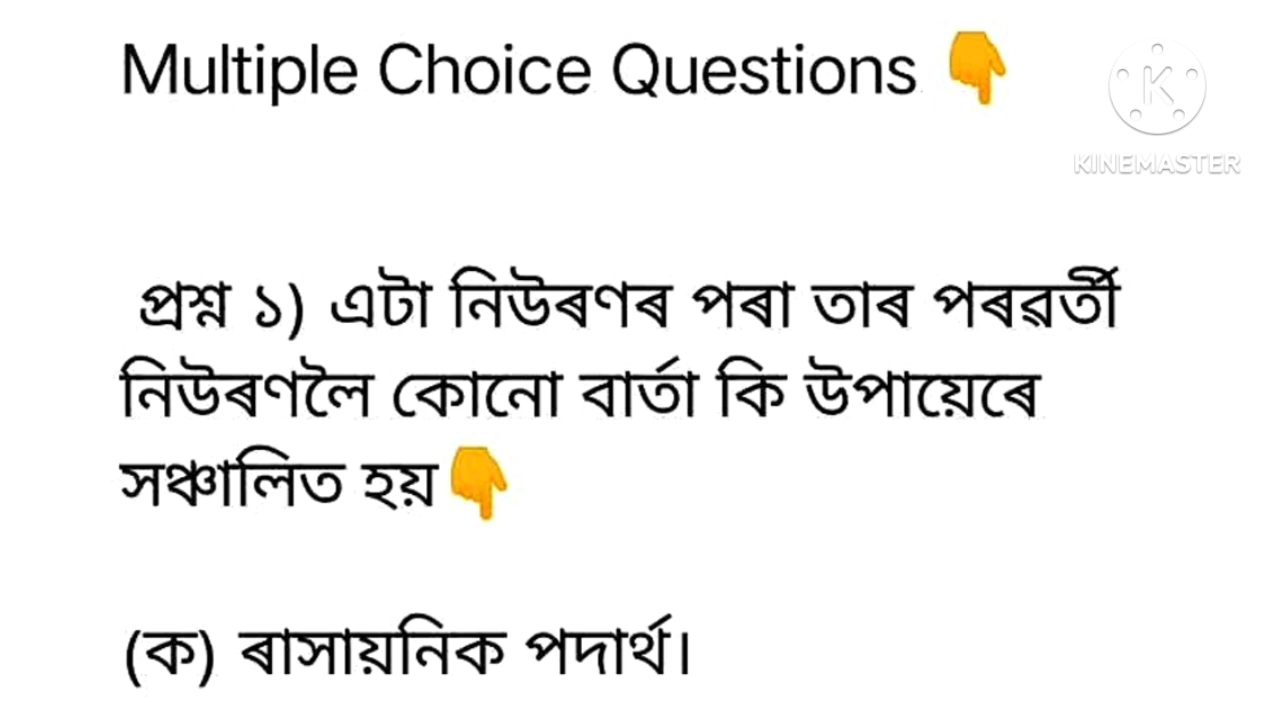 Multiple Choice Questions 👇
KINEMASTER
প্ৰশ্ন ১) এটা নিউৰণৰ পৰা তাৰ পৰৱৰ্তী
নিউৰণলৈ কোনো বাৰ্তা কি উপায়েৰে
সঞ্চালিত হয়👇
(ক) ৰাসায়নিক পদাৰ্থ।